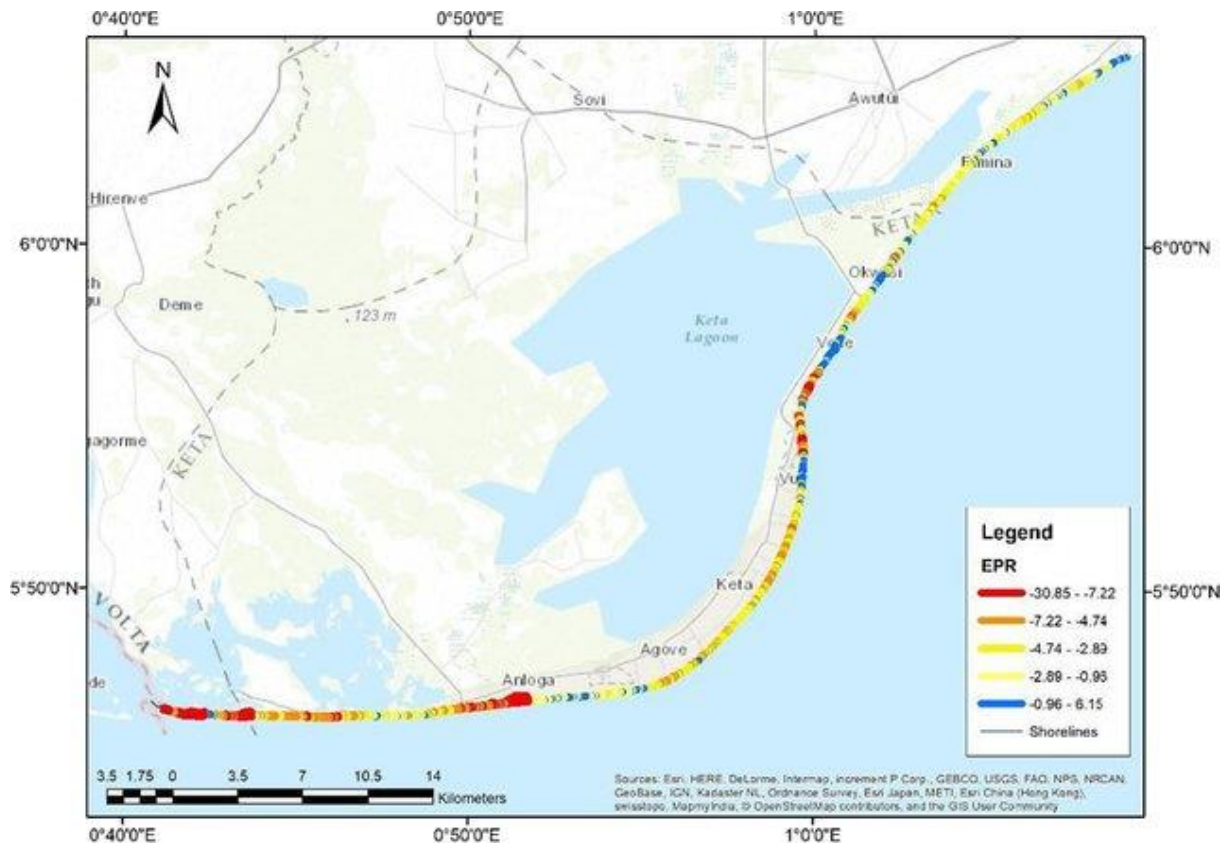 0°40'0"E
0°50'0"E
1°0'0"E
N
Sovi
Awutui
Hirenve
6°0'0"N
KETA
6°0'0"N
Deme
123 m
Keta
Lagoon
KETA
Keta
5°50'0"N
5°50'0"N
VOLTA
Agove
Anloga
de
Legend
EPR
-30.85 - -7.22
-7.22 - -4.74
-4.74 - -2.89
-2.89 - -0.96
-0.96 - 6.15
Shorelines
3.5 1.75 0 3.5 7 10.5 14
Kilometers
Sources: Esri, HERE, DeLorme, Intermap, increment P Corp., GEBCO, USGS, FAO, NPS, NRCAN,
GeoBase, IGN, Kadaster NL, Ordnance Survey, Esri Japan, METI, Esri China (Hong Kong),
swisstopo, MapmyIndia, © OpenStreetMap contributors, and the GIS User Community
0°40'0"E
0°50'0"E
1°0'0"E